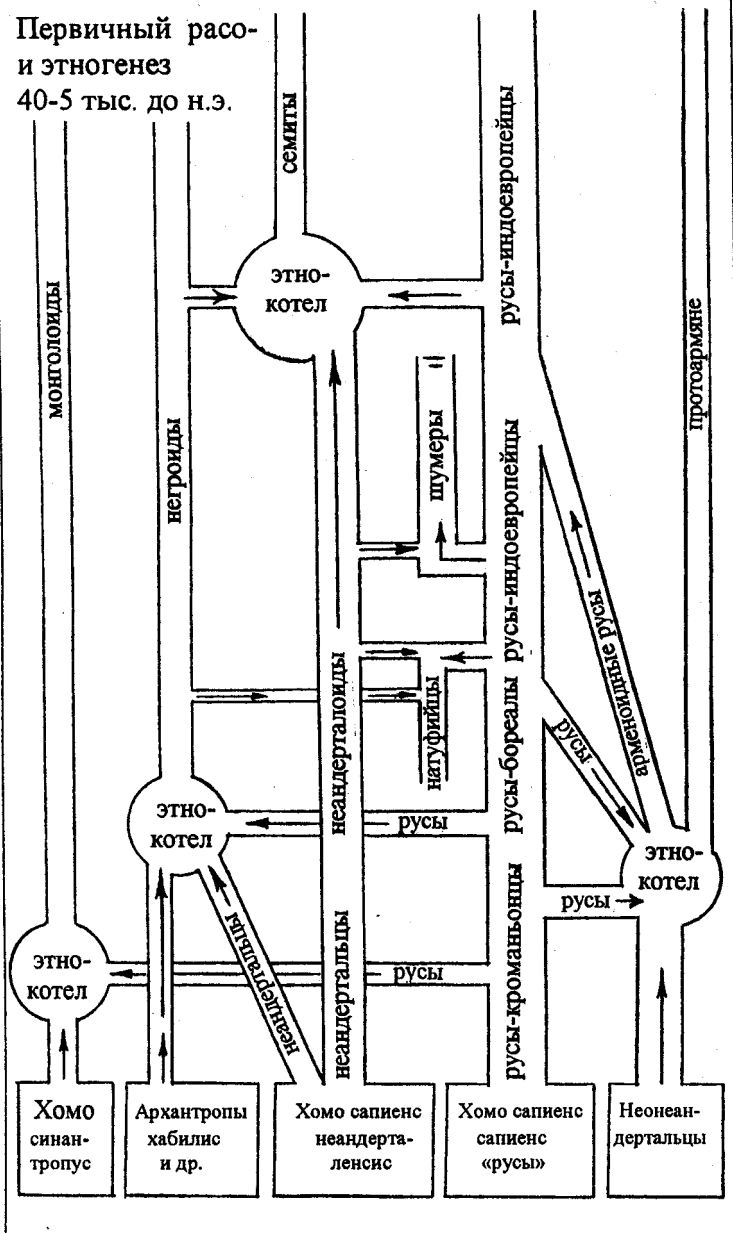 Первичный расо-
и этногенез
40-5 тыс. до н.э.
семиты
русы-индоевропейцы
этно-
котел
монголоиды
протоармяне
негроиды
шумеры
русы-индоевропейцы
арменоидные русы
неандерталоиды
натуфийцы
русы-бореалы
русы
этно-
котел
русы
этно-
котел
неандертальцы
неандертальцы
русы-кроманьонцы
русы
этно-
котел
русы
Хомо
синан-
тропус
Архантропы
хабилис
и др.
Хомо сапиенс
неандерта-
ленсис
Хомо сапиенс
сапиенс
«русы»
Неонеан-
дертальцы